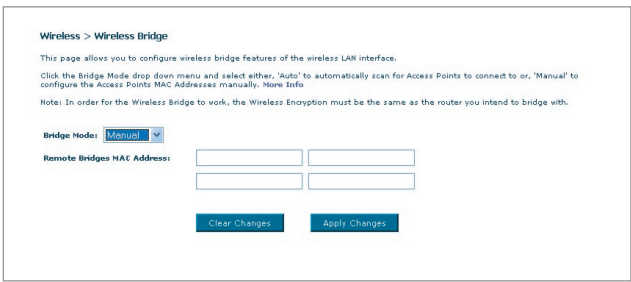 Wireless > Wireless Bridge
This page allows you to configure wireless bridge features of the wireless LAN interface.
Click the Bridge Mode drop down menu and select either, 'Auto' to automatically scan for Access Points to connect to or, 'Manual' to
configure the Access Points MAC Addresses manually. More Info
Note: In order for the Wireless Bridge to work, the Wireless Encryption must be the same as the router you intend to bridge with.
Bridge Mode: Manual
Remote Bridges MAC Address:
Clear Changes Apply Changes